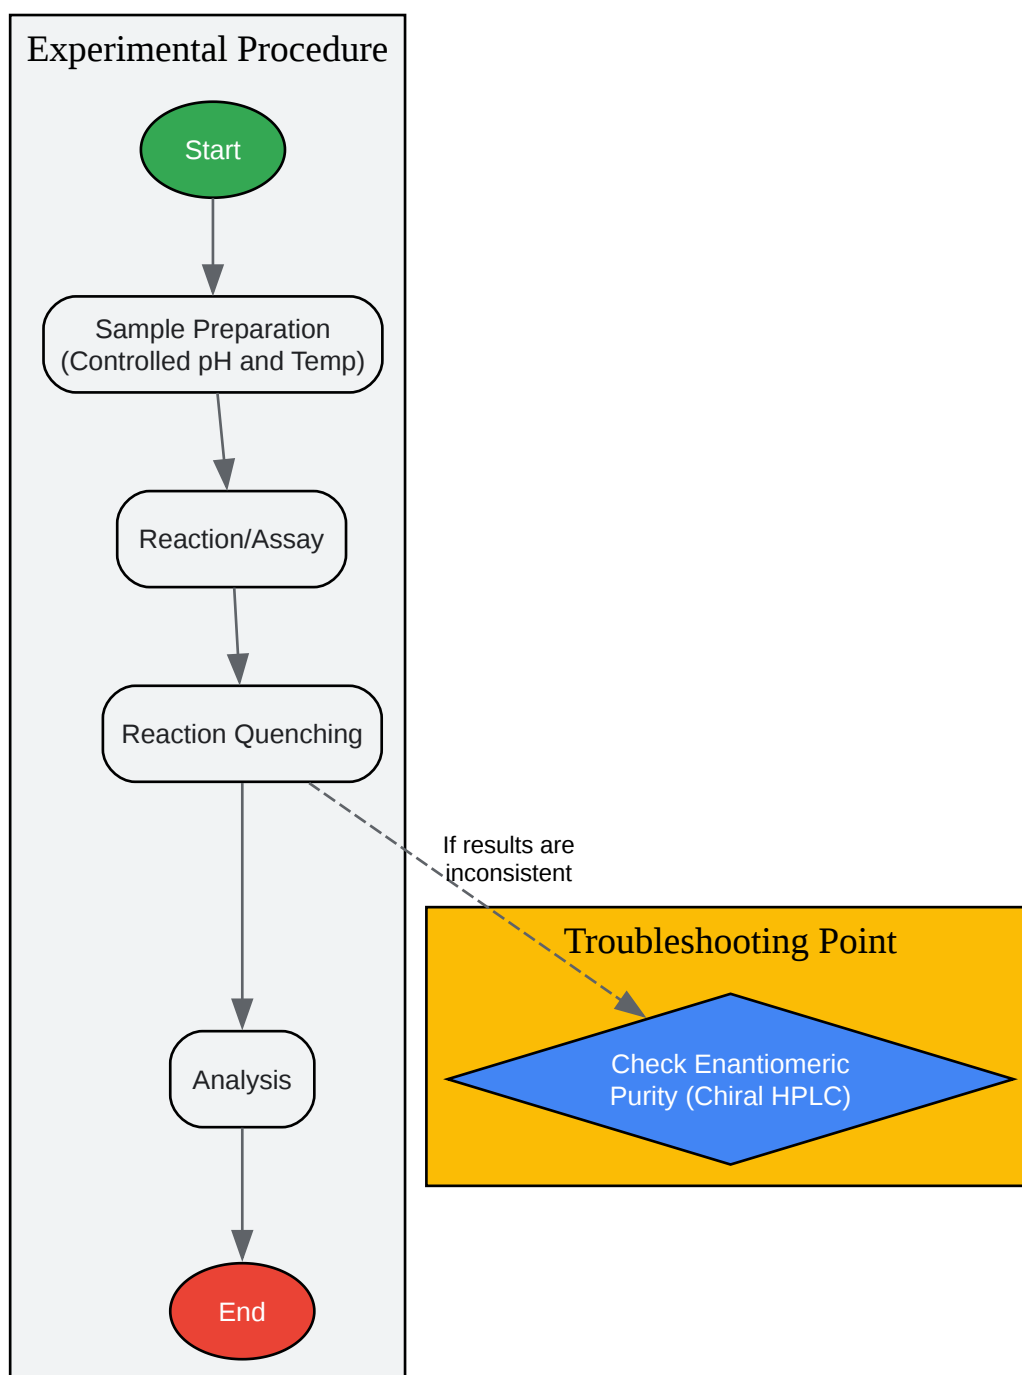 Experimental Procedure
Start
Sample Preparation
(Controlled pH and Temp)
Reaction/Assay
Reaction Quenching
If results are
inconsistent
Troubleshooting Point
Check Enantiomeric
Purity (Chiral HPLC)
Analysis
End